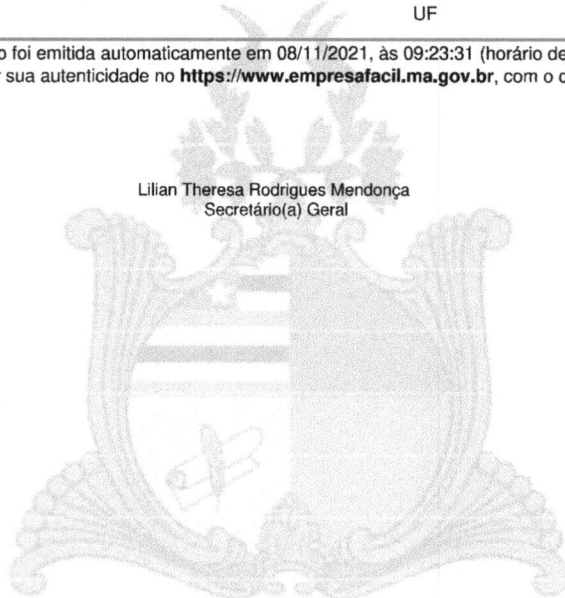 UF
o foi emitida automaticamente em 08/11/2021, às 09:23:31 (horário de
sua autenticidade no https://www.empresafacil.ma.gov.br, com o c
Lilian Theresa Rodrigues Mendonça
Secretário(a) Geral